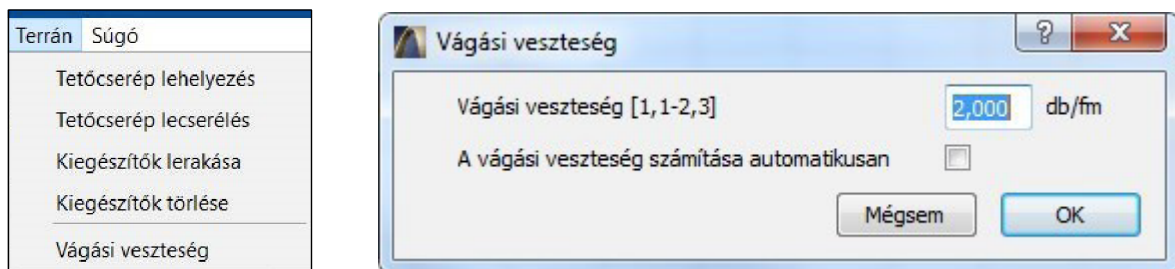 Terrán Súgó
Tetőcserép lehelyezés
Tetőcserép lecserélés
Kiegészítők lerakása
Kiegészítők törlése
Vágási veszteség
Vágási veszteség
Vágási veszteség [1,1-2,3] 2,000 db/fm
A vágási veszteség számítása automatikusan
Mégsem OK